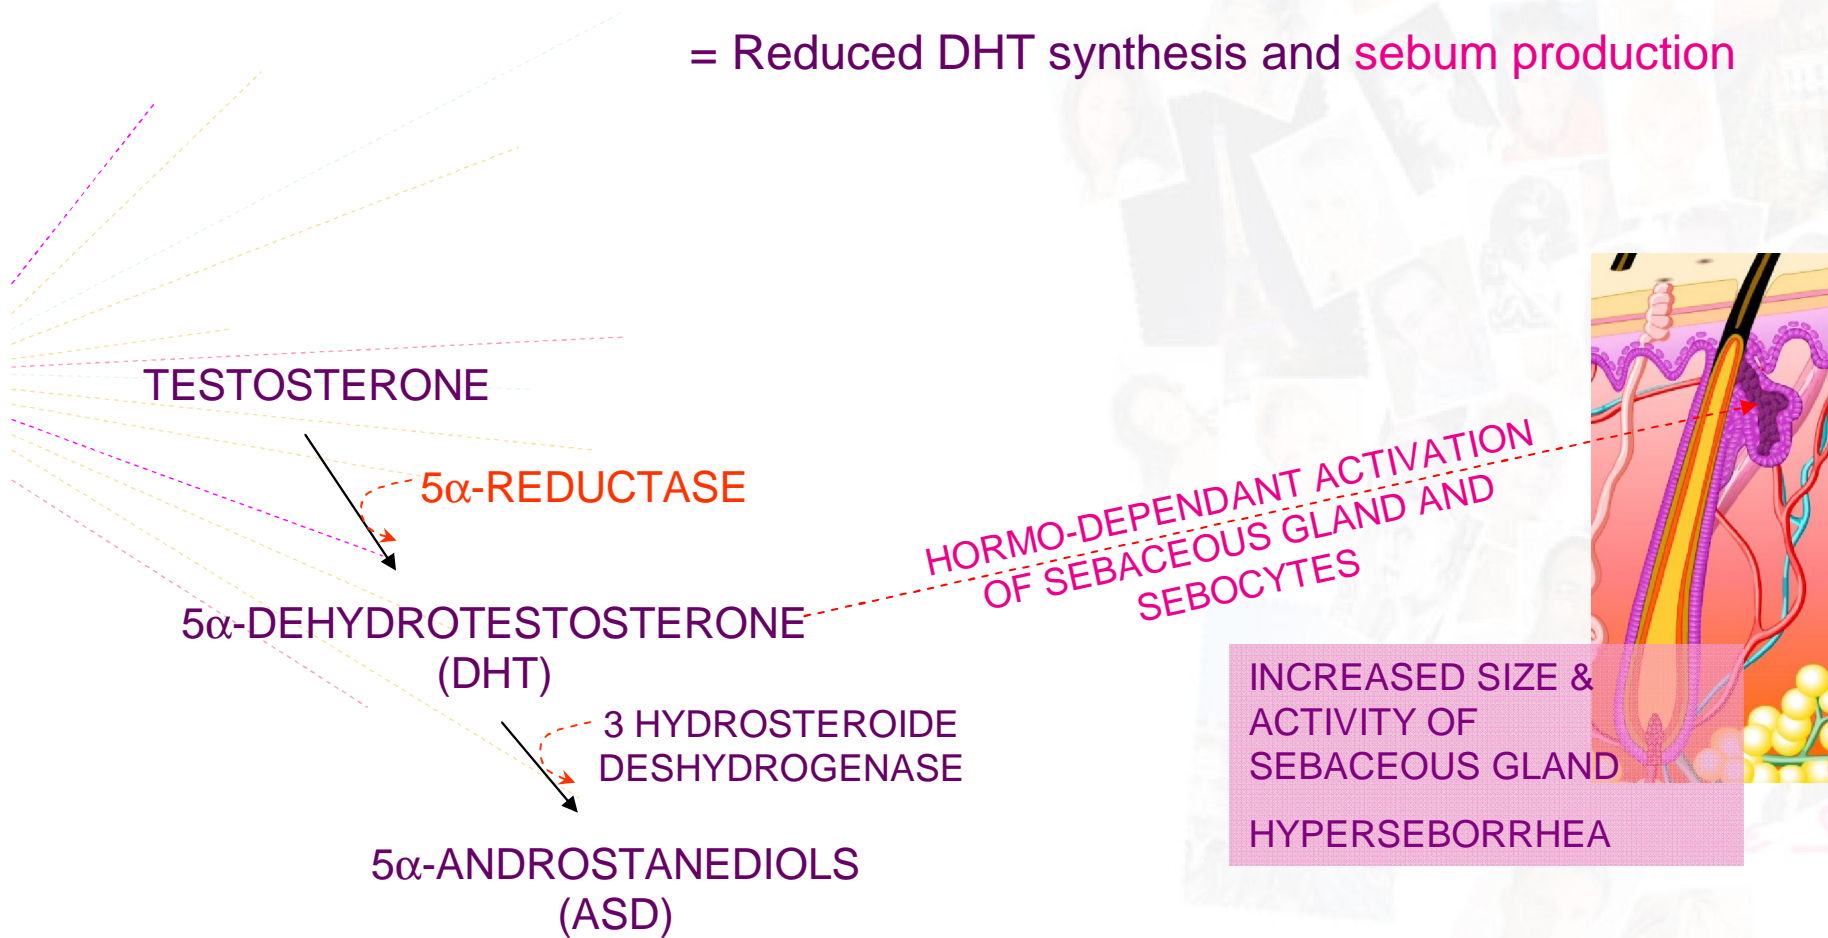 = Reduced DHT synthesis and sebum production
TESTOSTERONE
5α-REDUCTASE
HORMO-DEPENDANT ACTIVATION
OF SEBACEOUS GLAND AND
SEBOCYTES
5α-DEHYDROTESTOSTERONE
(DHT)
3 HYDROSTEROIDE
DESHYDROGENASE
5α-ANDROSTANEDIOLS
(ASD)
INCREASED SIZE &
ACTIVITY OF
SEBACEOUS GLAND
HYPERSEBORRHEA